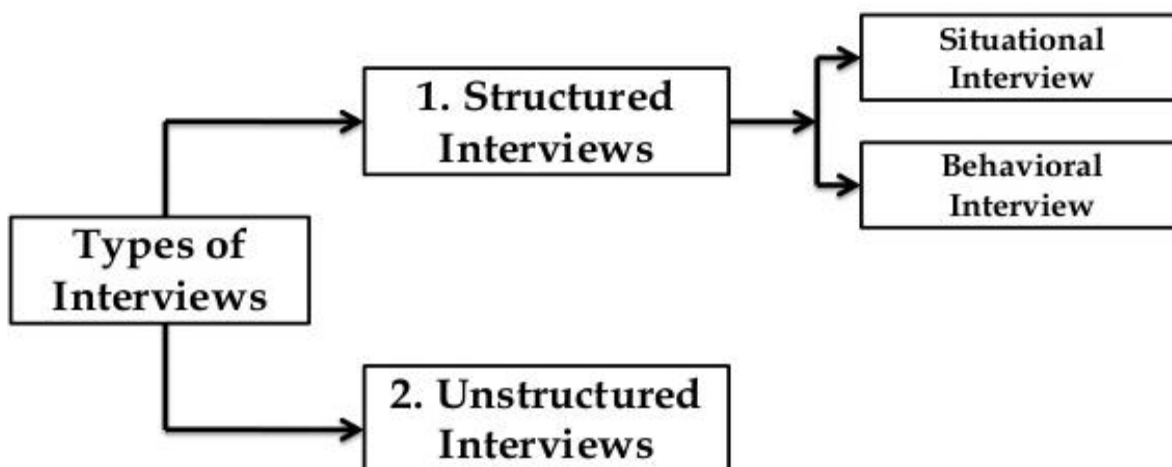 Types of
Interviews
1. Structured
Interviews
Situational
Interview
Behavioral
Interview
2. Unstructured
Interviews